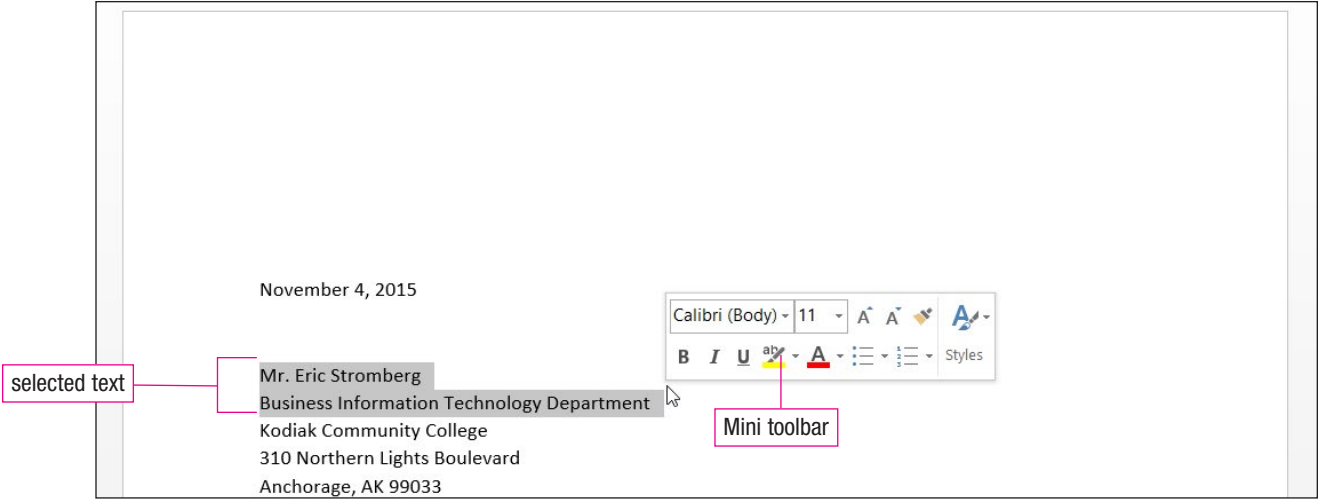 November 4, 2015
Calibri (Body) 11 A A A
B I U ab A Styles
selected text
Mr. Eric Stromberg
Business Information Technology Department
Mini toolbar
Kodiak Community College
310 Northern Lights Boulevard
Anchorage, AK 99033